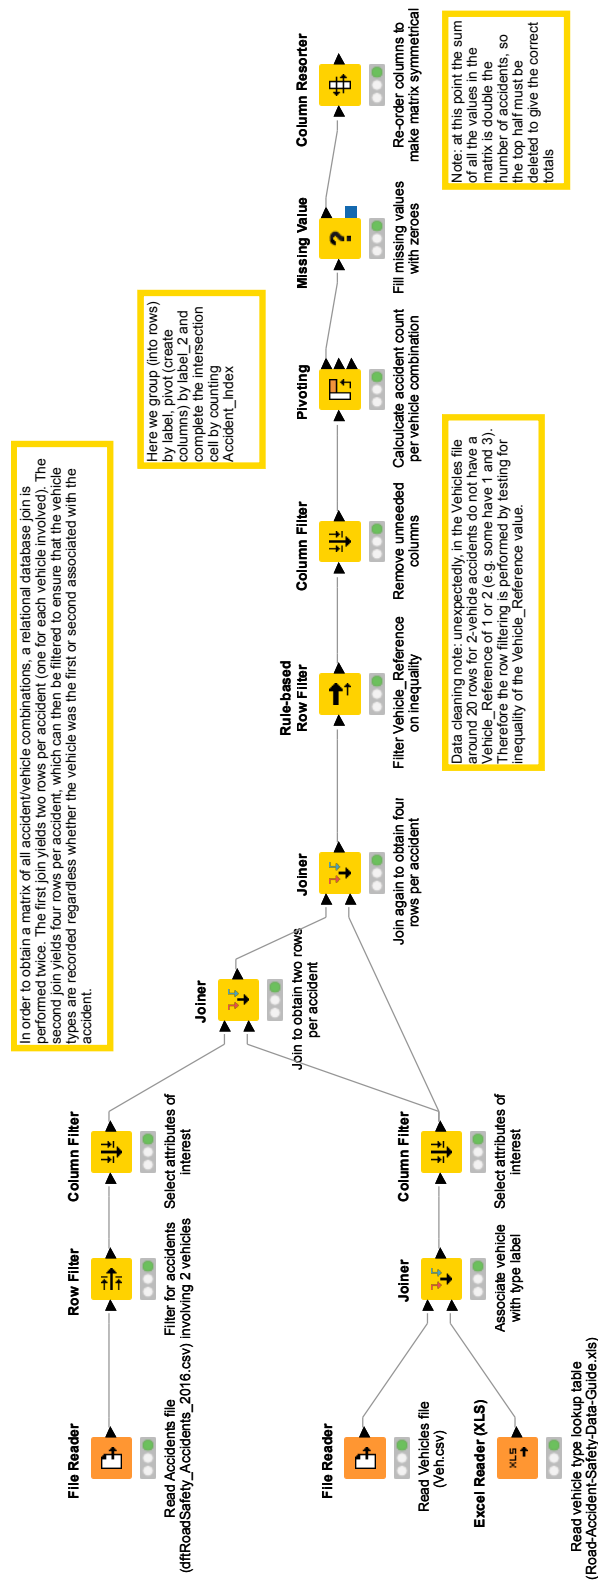 In order to obtain a matrix of all accident/vehicle combinations, a relational database join is
performed twice. The first join yields two rows per accident (one for each vehicle involved). The
second join yields four rows per accident, which can then be filtered to ensure that the vehicle
types are recorded regardless whether the vehicle was the first or second associated with the
accident.
Here we group (into rows)
by label, pivot (create
columns) by label_2 and
complete the intersection
cell by counting
Accident_Index
File Reader
Read Accidents file
(dftRoadSafety_Accidents_2016.csv)
Row Filter
Filter for accidents
involving 2 vehicles
Column Filter
Select attributes of
interest
Joiner
Join to obtain two rows
per accident
File Reader
Read Vehicles file
(Veh.csv)
Excel Reader (XLS)
XLS
Read vehicle type lookup table
(Road-Accident-Safety-Data-Guide.xls)
Joiner
Associate vehicle
with type label
Column Filter
Select attributes of
interest
Joiner
Join again to obtain four
rows per accident
Rule-based
Row Filter
Filter Vehicle_Reference
on inequality
Column Filter
Remove unneeded
columns
Pivoting
Calculcate accident count
per vehicle combination
Missing Value
?
Fill missing values
with zeroes
Column Resorter
Re-order columns to
make matrix symmetrical
Data cleaning note: unexpectedly, in the Vehicles file
around 20 rows for 2-vehicle accidents do not have a
Vehicle_Reference of 1 or 2 (e.g. some have 1 and 3).
Therefore the row filtering is performed by testing for
inequality of the Vehicle_Reference value.
Note: at this point the sum
of all the values in the
matrix is double the
number of accidents, so
the top half must be
deleted to give the correct
totals